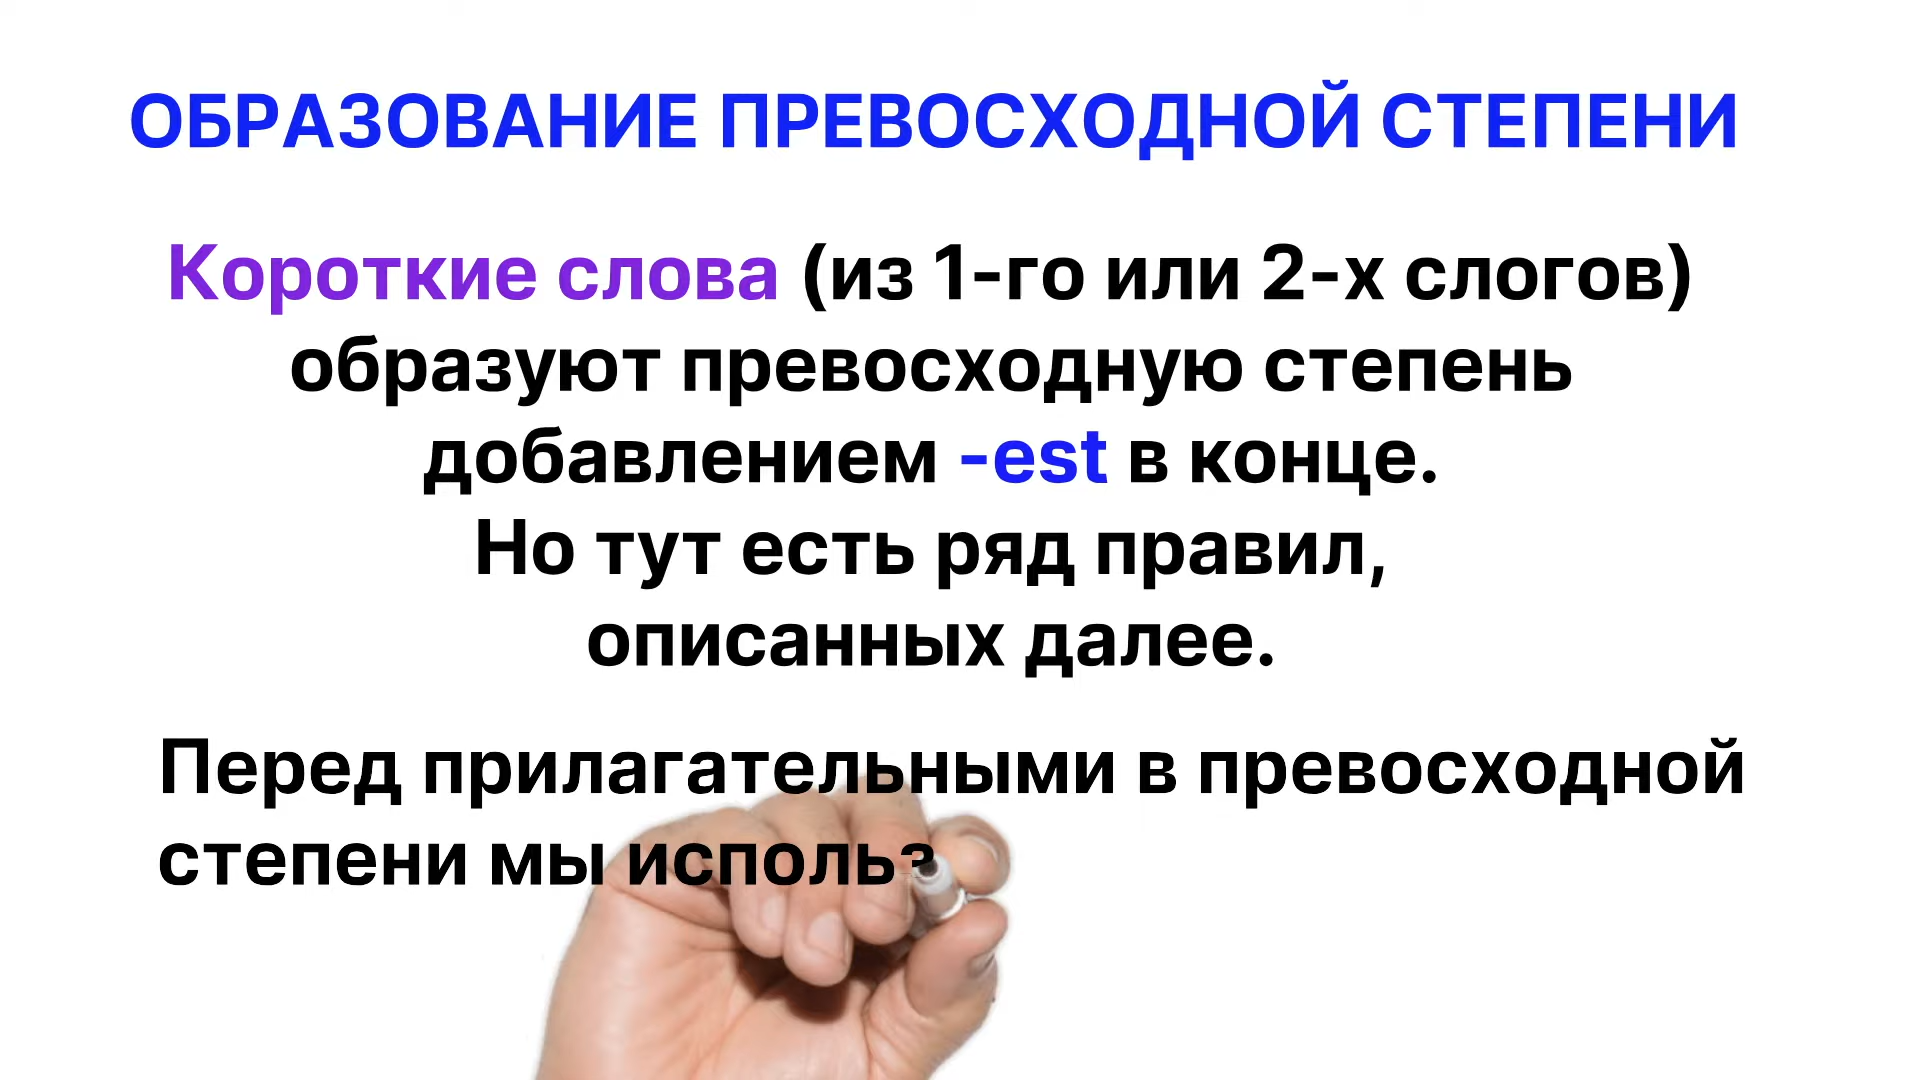 ОБРАЗОВАНИЕ ПРЕВОСХОДНОЙ СТЕПЕНИ
Короткие слова (из 1-го или 2-х слогов)
образуют превосходную степень
добавлением -est в конце.
Но тут есть ряд правил,
описанных далее.
Перед прилагательными в превосходной
степени мы использ